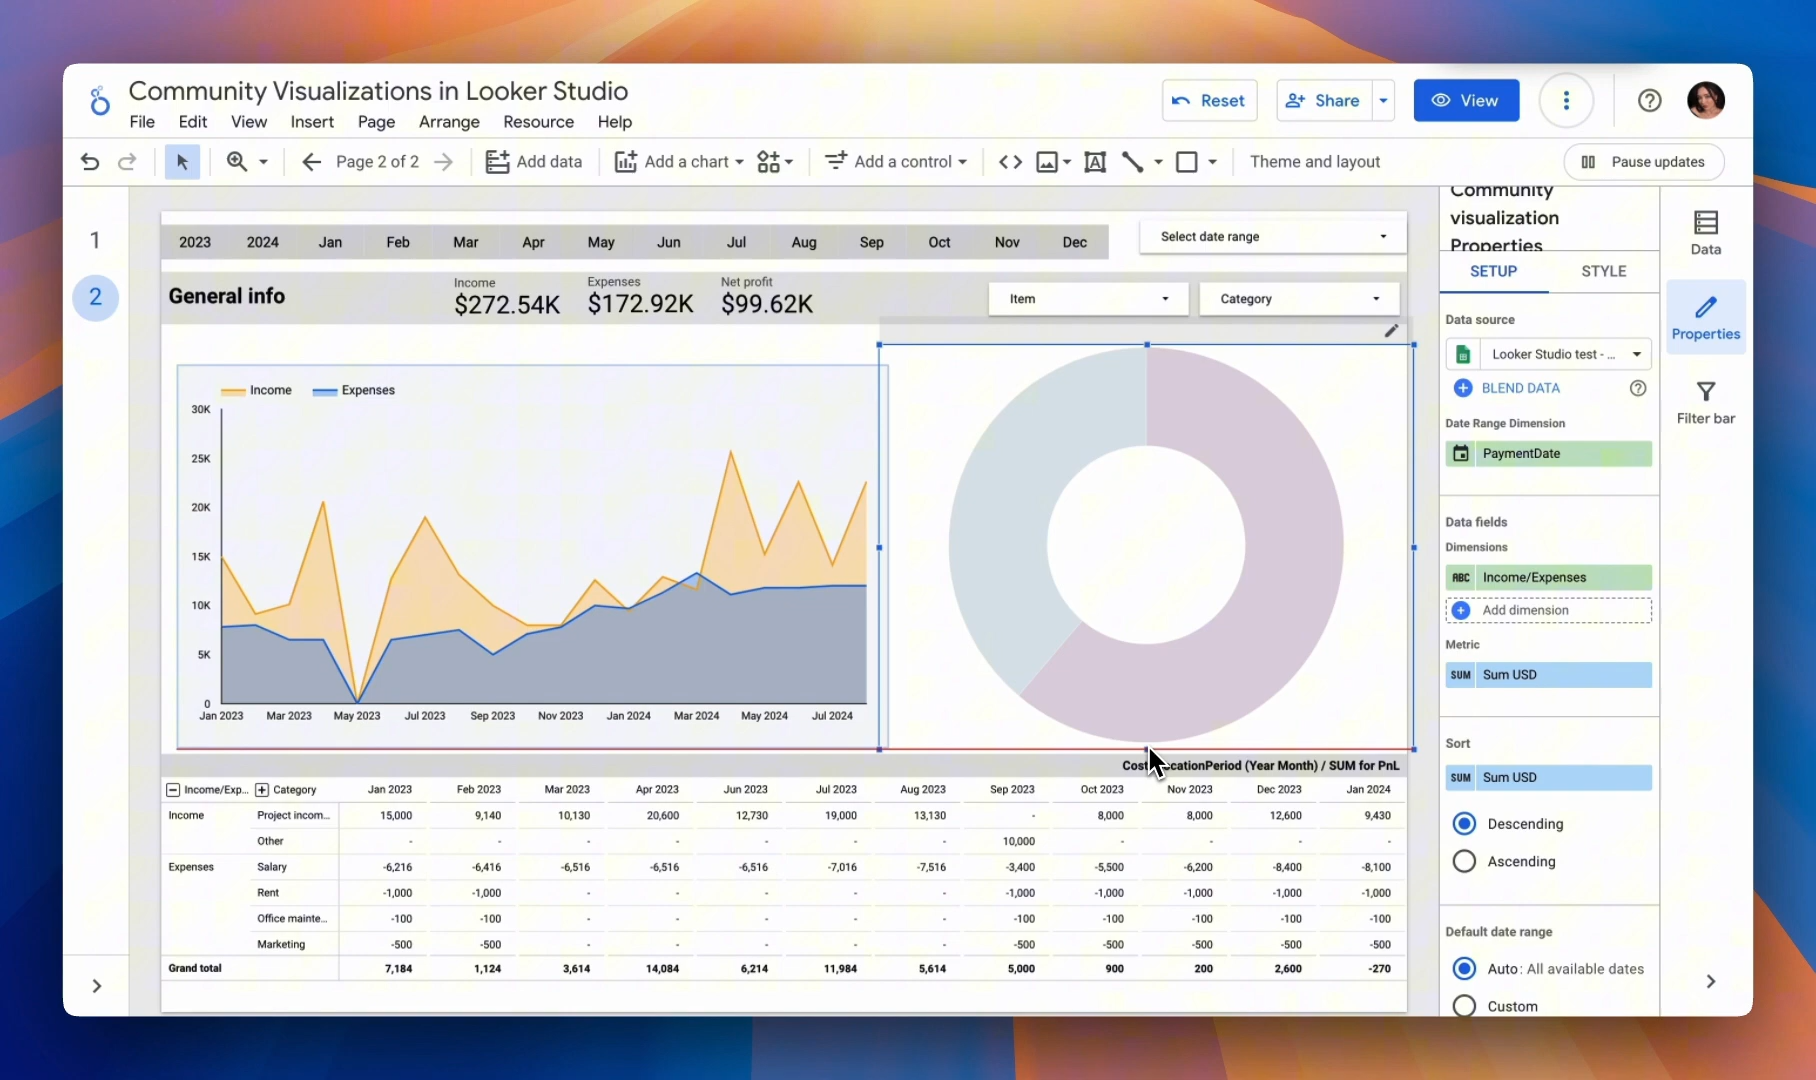 Community Visualizations in Looker Studio
File Edit View Insert Page Arrange Resource Help
Reset
Share
View
Page 2 of 2
Add data
Add a chart
Add a control
Theme and layout
Pause updates
1
2
2023 2024 Jan Feb Mar Apr May Jun Jul Aug Sep Oct Nov Dec
Select date range
General info
Income
$272.54K
Expenses
$172.92K
Net profit
$99.62K
Item
Category
Income Expenses
30K
25K
20K
15K
10K
5K
0
Jan 2023 Mar 2023 May 2023 Jul 2023 Sep 2023 Nov 2023 Jan 2024 Mar 2024 May 2024 Jul 2024
Cost cationPeriod (Year Month) / SUM for PnL
Income/Exp... Category Jan 2023 Feb 2023 Mar 2023 Apr 2023 Jun 2023 Jul 2023 Aug 2023 Sep 2023 Oct 2023 Nov 2023 Dec 2023 Jan 2024
Income Project incom... 15,000 9,140 10,130 20,600 12,730 19,000 13,130 - 8,000 8,000 12,600 9,430
Other - - - - - - - 10,000 - - - -
Expenses Salary -6,216 -6,416 -6,516 -6,516 -6,516 -7,016 -7,516 -3,400 -5,500 -6,200 -8,400 -8,100
Rent -1,000 -1,000 - - - - - -1,000 -1,000 -1,000 -1,000 -1,000
Office mainte... -100 -100 - - - - - -100 -100 -100 -100 -100
Marketing -500 -500 - - - - - -500 -500 -500 -500 -500
Grand total 7,184 1,124 3,614 14,084 6,214 11,984 5,614 5,000 900 200 2,600 -270
Community
visualization
Properties
SETUP STYLE
Data source
Looker Studio test - ...
BLEND DATA
Date Range Dimension
PaymentDate
Data fields
Dimensions
ABC Income/Expenses
Add dimension
Metric
SUM Sum USD
Sort
SUM Sum USD
Descending
Ascending
Default date range
Auto: All available dates
Custom
Data
Properties
Filter bar